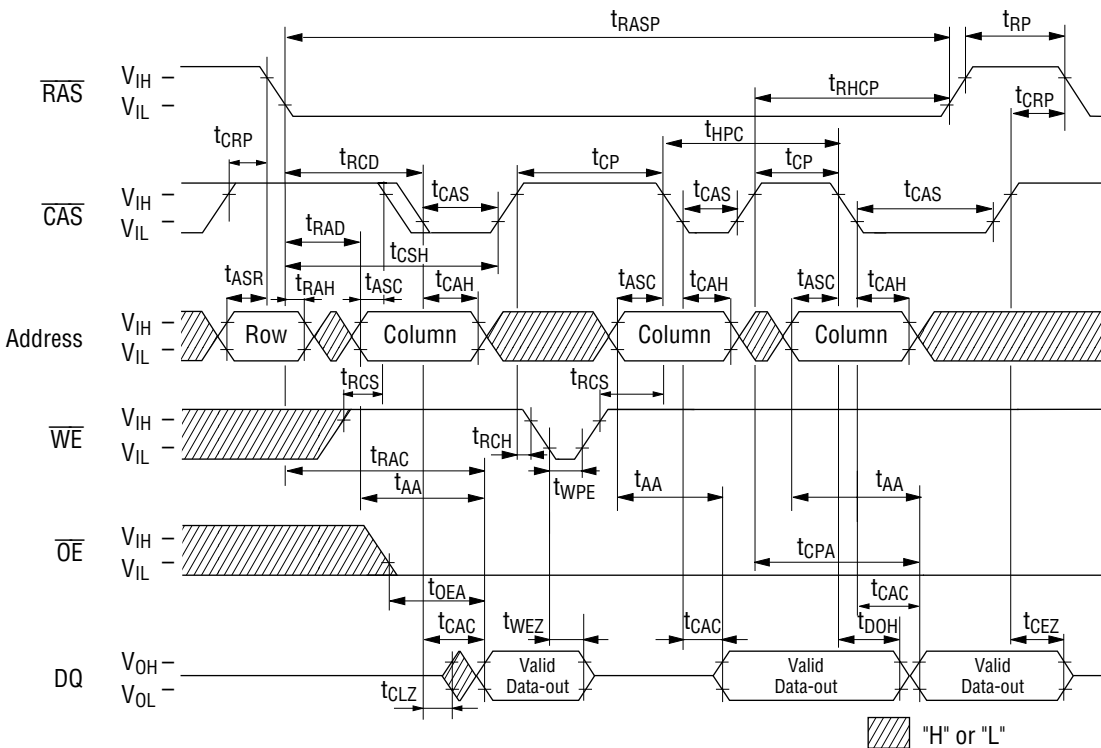 tRASP
tRP
RAS
VIH
VIL
tRHCP
tCRP
tCRP
tRCD
tCP
tHPC
tCP
CAS
VIH
VIL
tCAS
tCAS
tCAS
tRAD
tCSH
tASR
tRAH
tASC
tCAH
tASC
tCAH
tASC
tCAH
Address
VIH
VIL
Row
Column
Column
Column
tRCS
tRCS
WE
VIH
VIL
tRCH
tRAC
tWPE
tAA
tAA
tAA
OE
VIH
VIL
tCPA
tOEA
tCAC
tCAC
tWEZ
tCAC
tDOH
tCEZ
DQ
VOH
VOL
Valid
Data-out
Valid
Data-out
Valid
Data-out
tCLZ
"H" or "L"